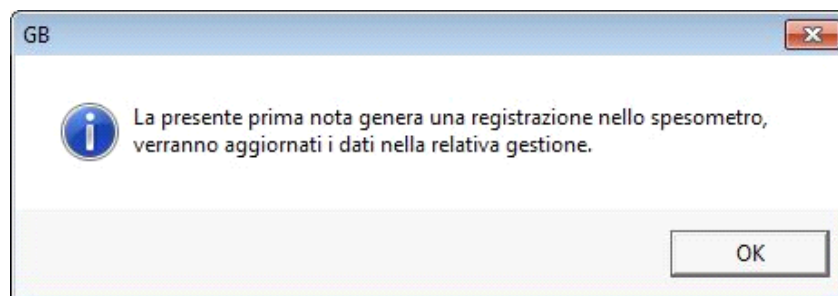 GB
La presente prima nota genera una registrazione nello spesometro,
verranno aggiornati i dati nella relativa gestione.
OK